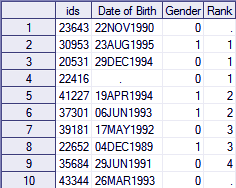 ids Date of Birth Gender Rank
1 23643 22NOV1990 0 .
2 30953 23AUG1995 1 1
3 20531 29DEC1994 0 1
4 22416 . 0 1
5 41227 19APR1994 1 2
6 37301 06JUN1993 1 2
7 39181 17MAY1992 0 3
8 22652 04DEC1989 1 3
9 35684 29JUN1991 0 4
10 43344 26MAR1993 0 .